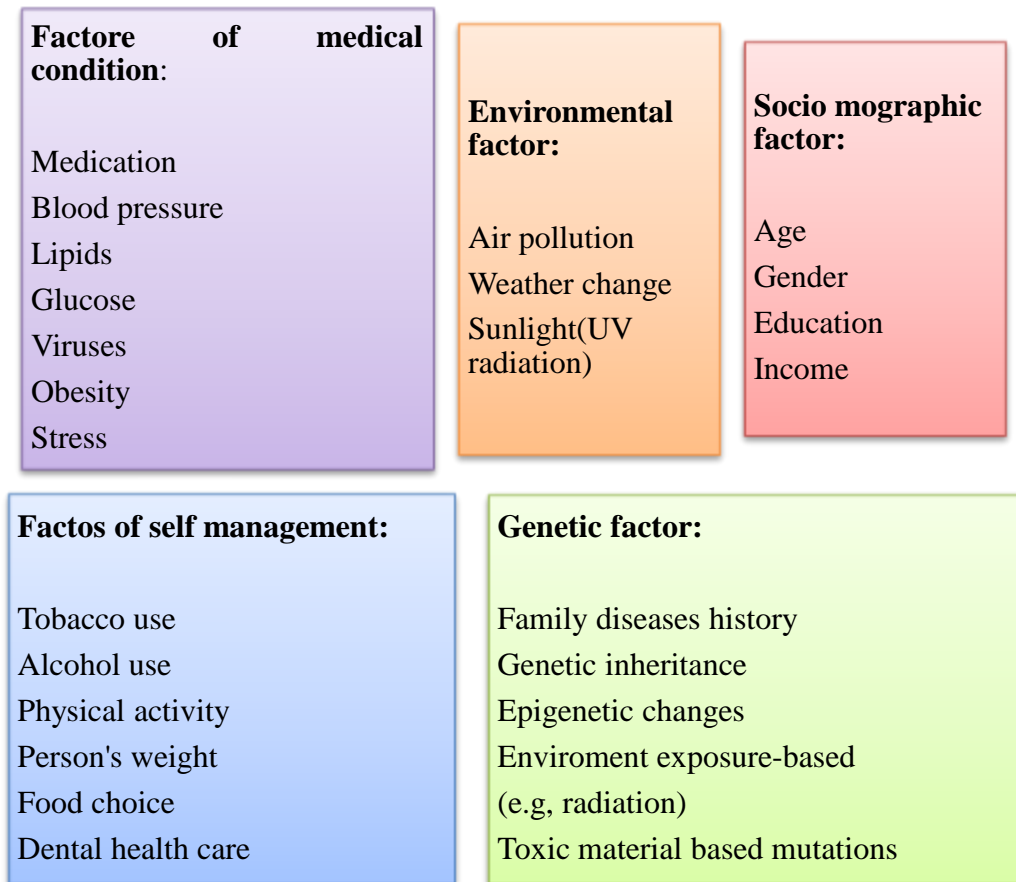 Factore of medical
condition:
Medication
Blood pressure
Lipids
Glucose
Viruses
Obesity
Stress
Environmental
factor:
Air pollution
Weather change
Sunlight(UV
radiation)
Socio mographic
factor:
Age
Gender
Education
Income
Factos of self management:
Tobacco use
Alcohol use
Physical activity
Person's weight
Food choice
Dental health care
Genetic factor:
Family diseases history
Genetic inheritance
Epigenetic changes
Enviroment exposure-based
(e.g, radiation)
Toxic material based mutations